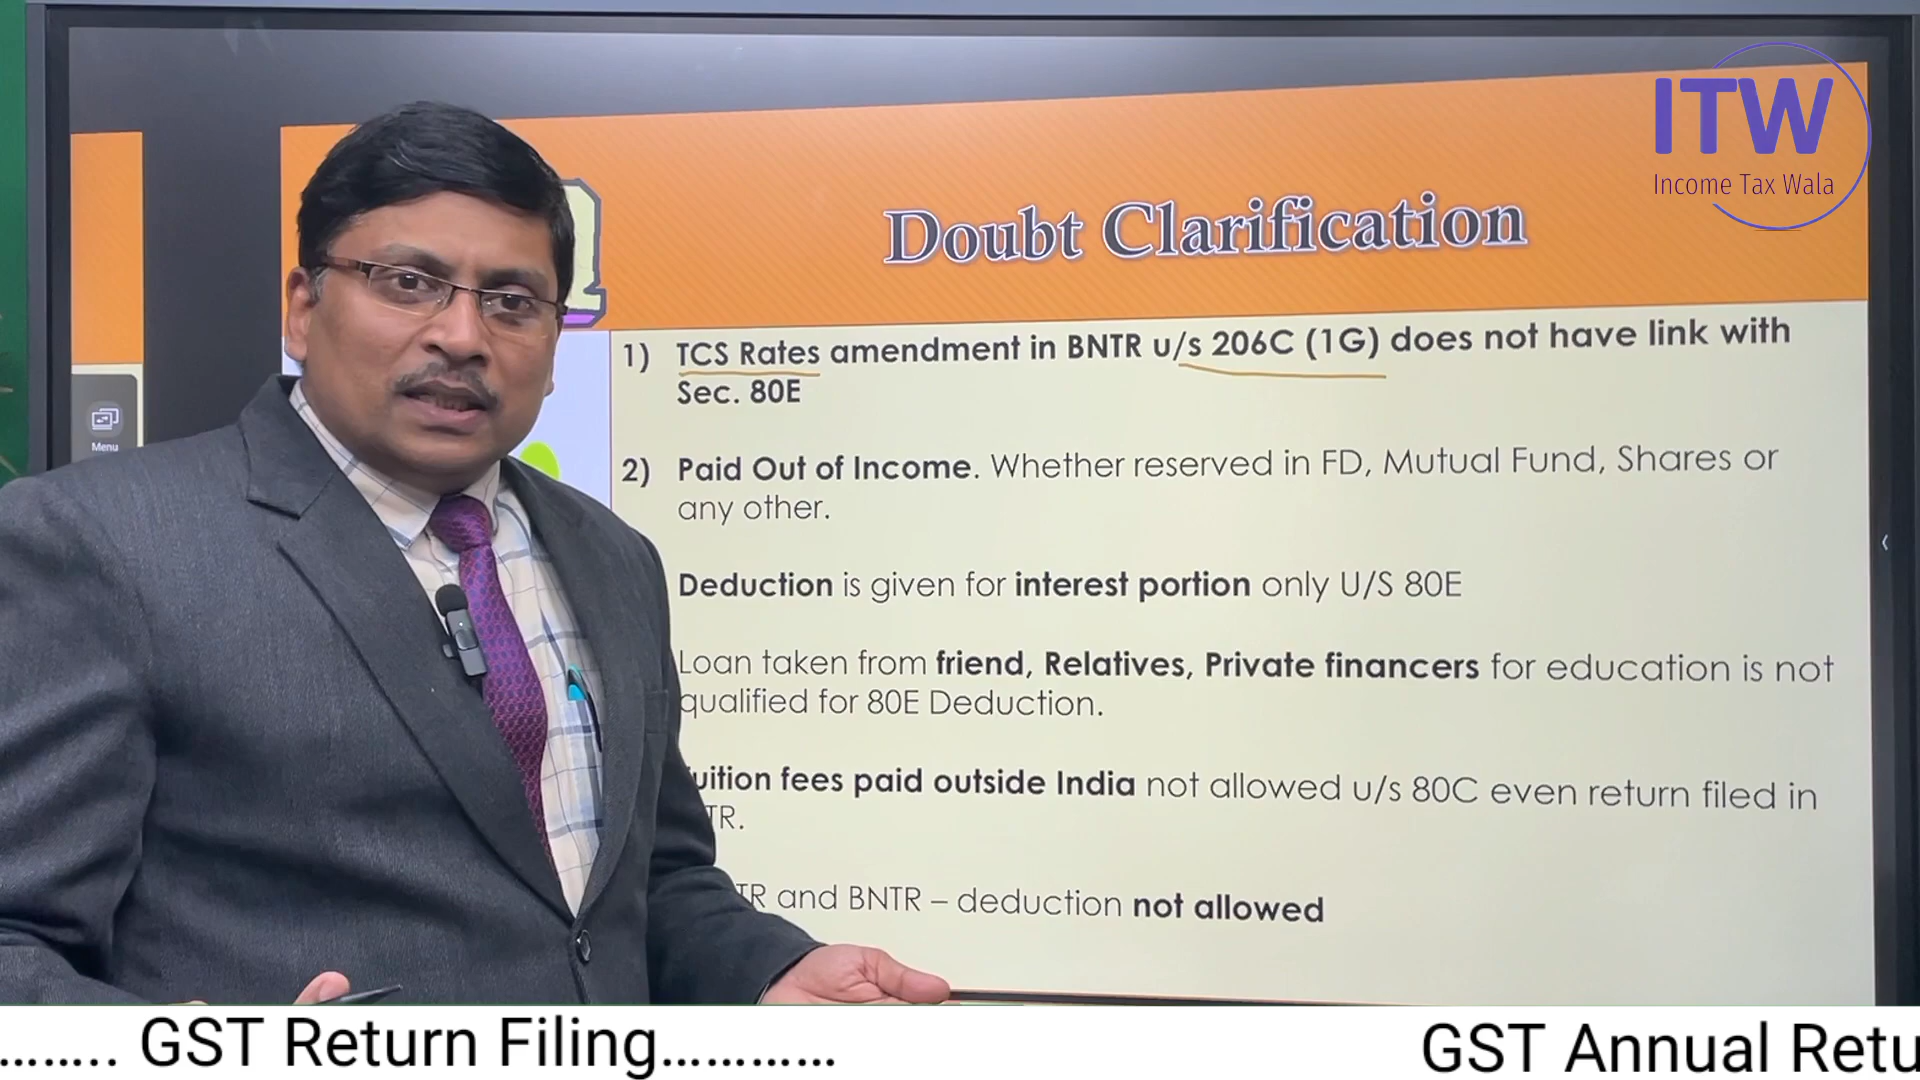 ITW
Income Tax Wala
Doubt Clarification
1) TCS Rates amendment in BNTR u/s 206C (1G) does not have link with
Sec. 80E
2) Paid Out of Income. Whether reserved in FD, Mutual Fund, Shares or
any other.
Menu
Deduction is given for interest portion only U/S 80E
Loan taken from friend, Relatives, Private financers for education is not
qualified for 80E Deduction.
fees paid outside India not allowed u/s 80C even return filed in
and BNTR – deduction not allowed
........ GST Return Filing............
GST Annual